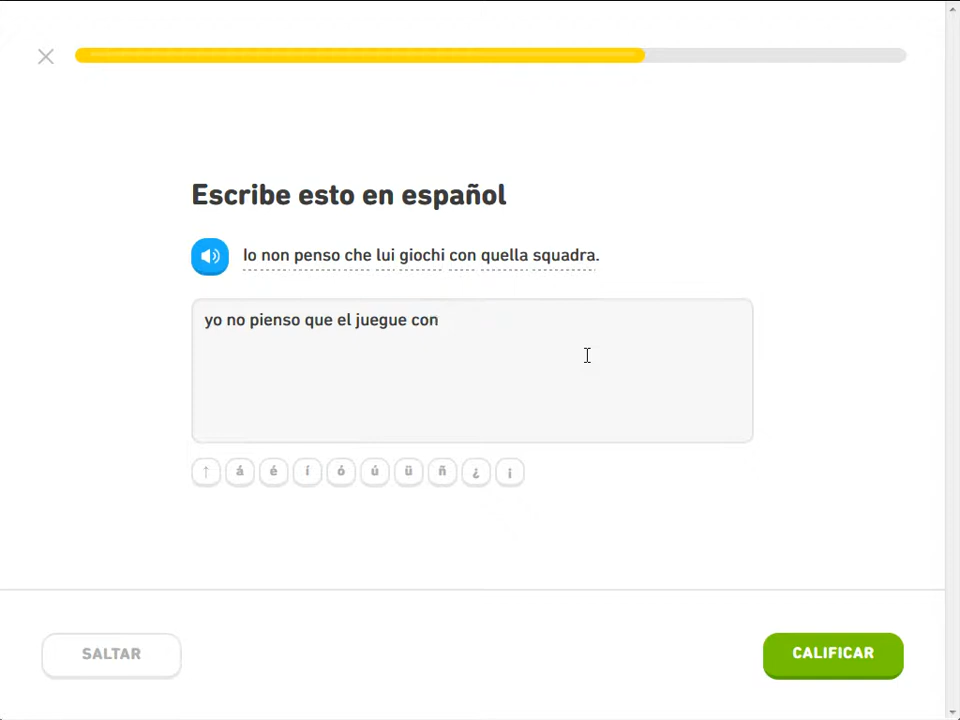 Escribe esto en español
Io non penso che lui giochi con quella squadra.
yo no pienso que el juegue con
↑ á é í ó ú ü ñ ¿ ¡
SALTAR
CALIFICAR